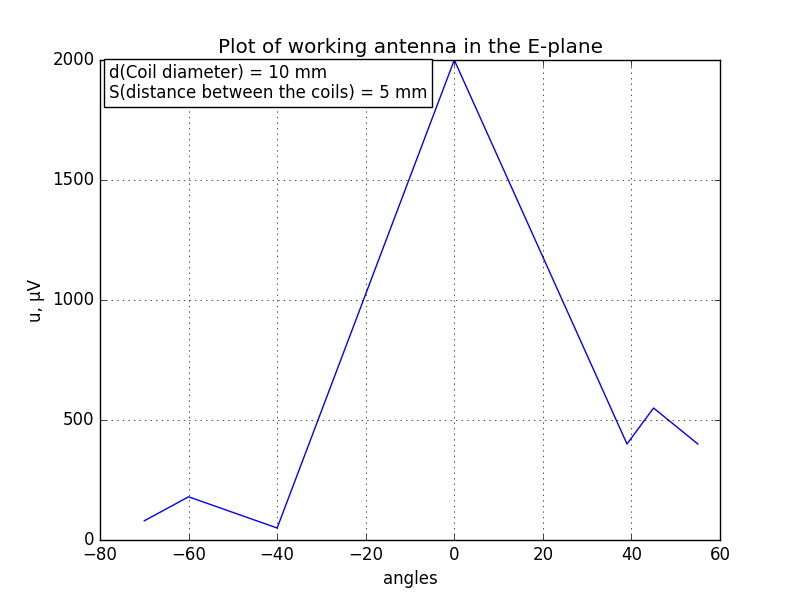 Plot of working antenna in the E-plane
d(Coil diameter) = 10 mm
S(distance between the coils) = 5 mm
2000
1500
1000
500
0
u, μV
−80 −60 −40 −20 0 20 40 60
angles